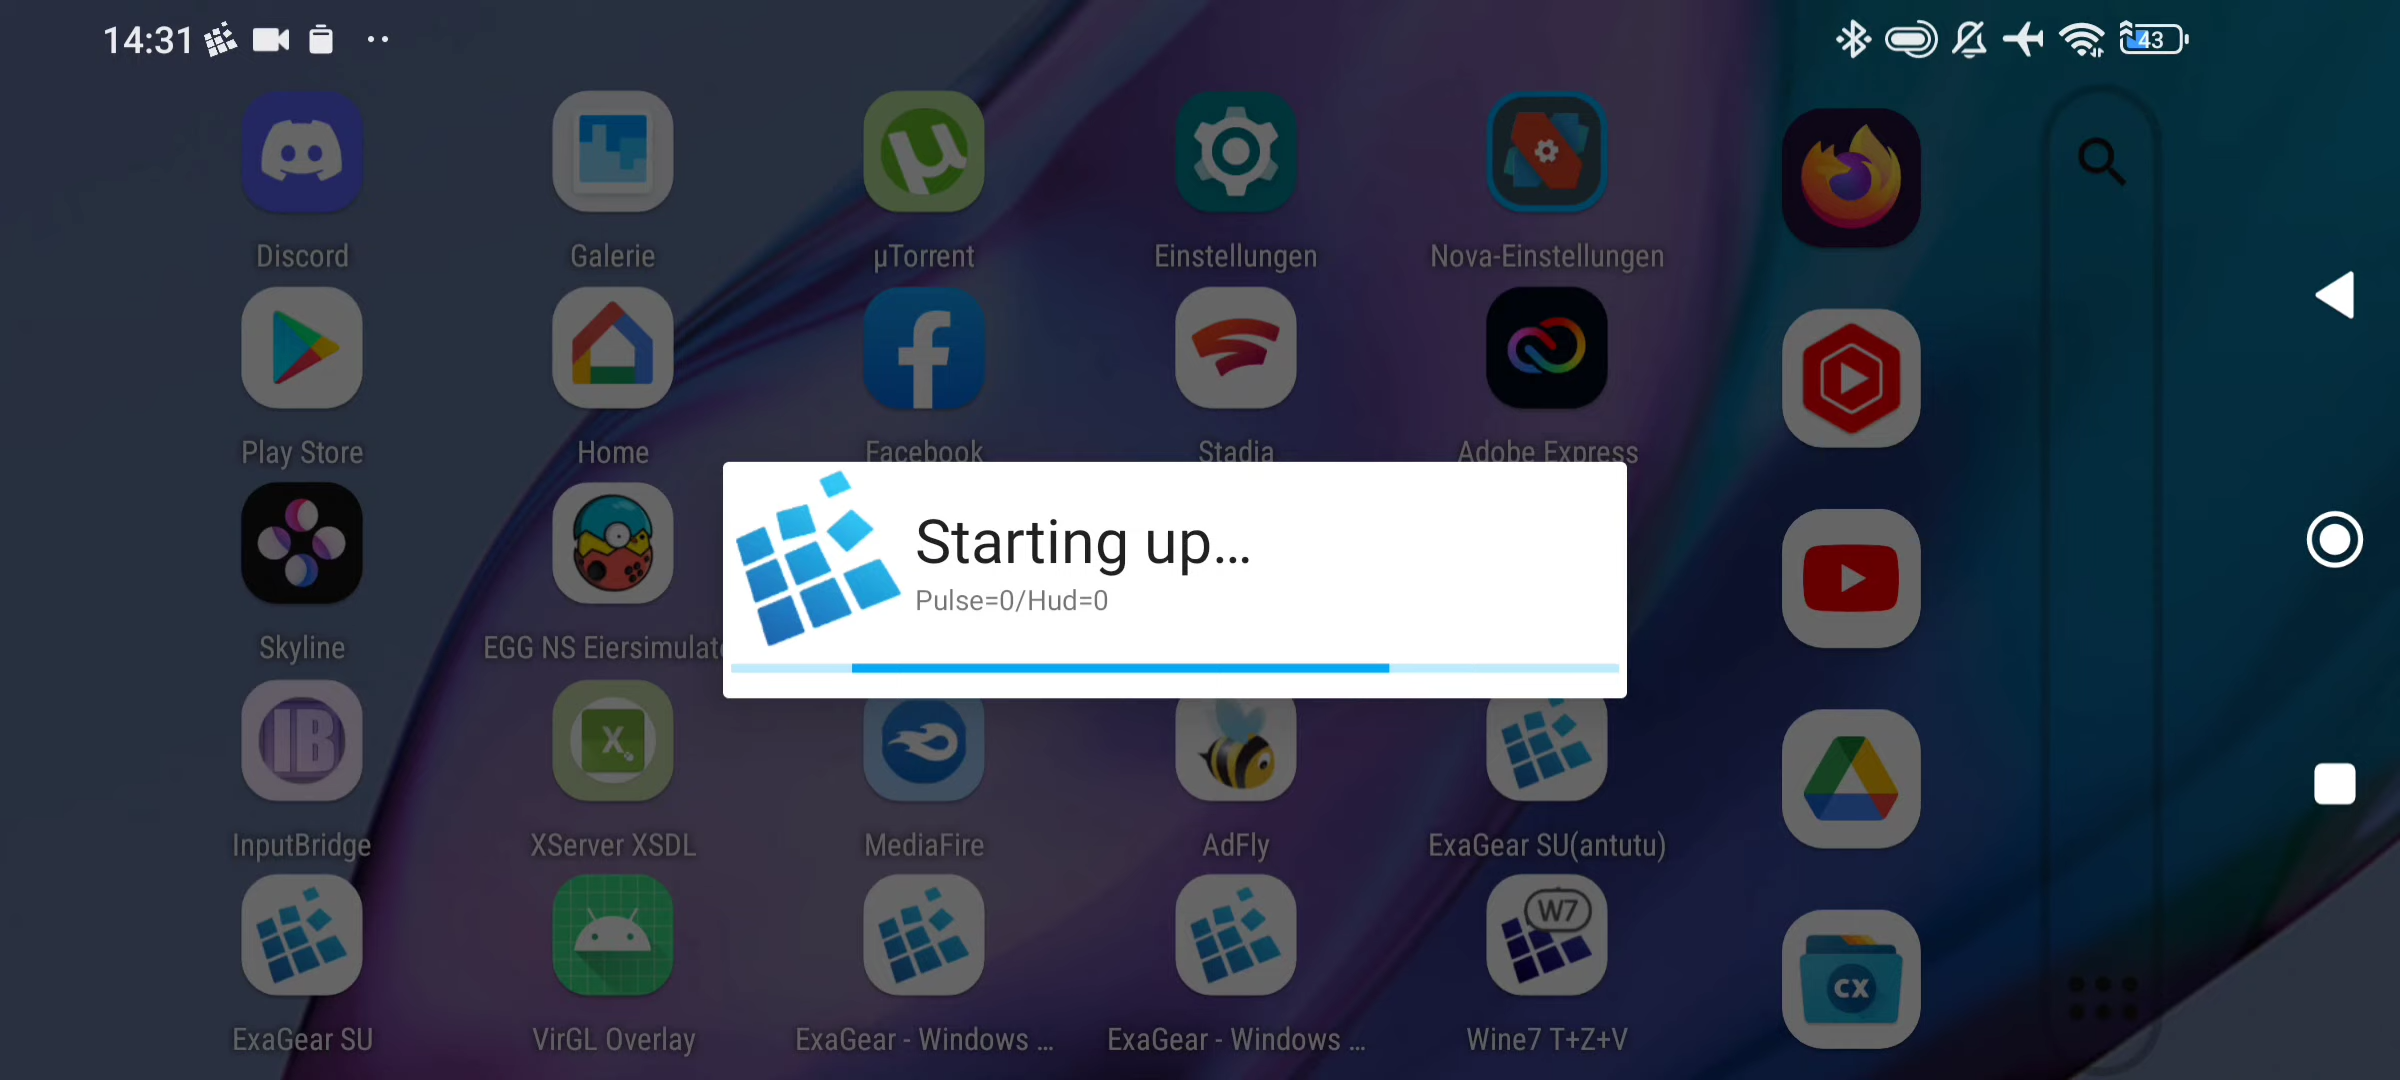 14:31
43
Discord
Galerie
µTorrent
Einstellungen
Nova-Einstellungen
Play Store
Home
Facebook
Stadia
Adobe Express
Starting up...
Pulse=0/Hud=0
Skyline
EGG NS Eiersimulato
IB
X
InputBridge
XServer XSDL
MediaFire
AdFly
ExaGear SU(antutu)
W7
cx
ExaGear SU
VirGL Overlay
ExaGear - Windows ...
ExaGear - Windows ...
Wine7 T+Z+V